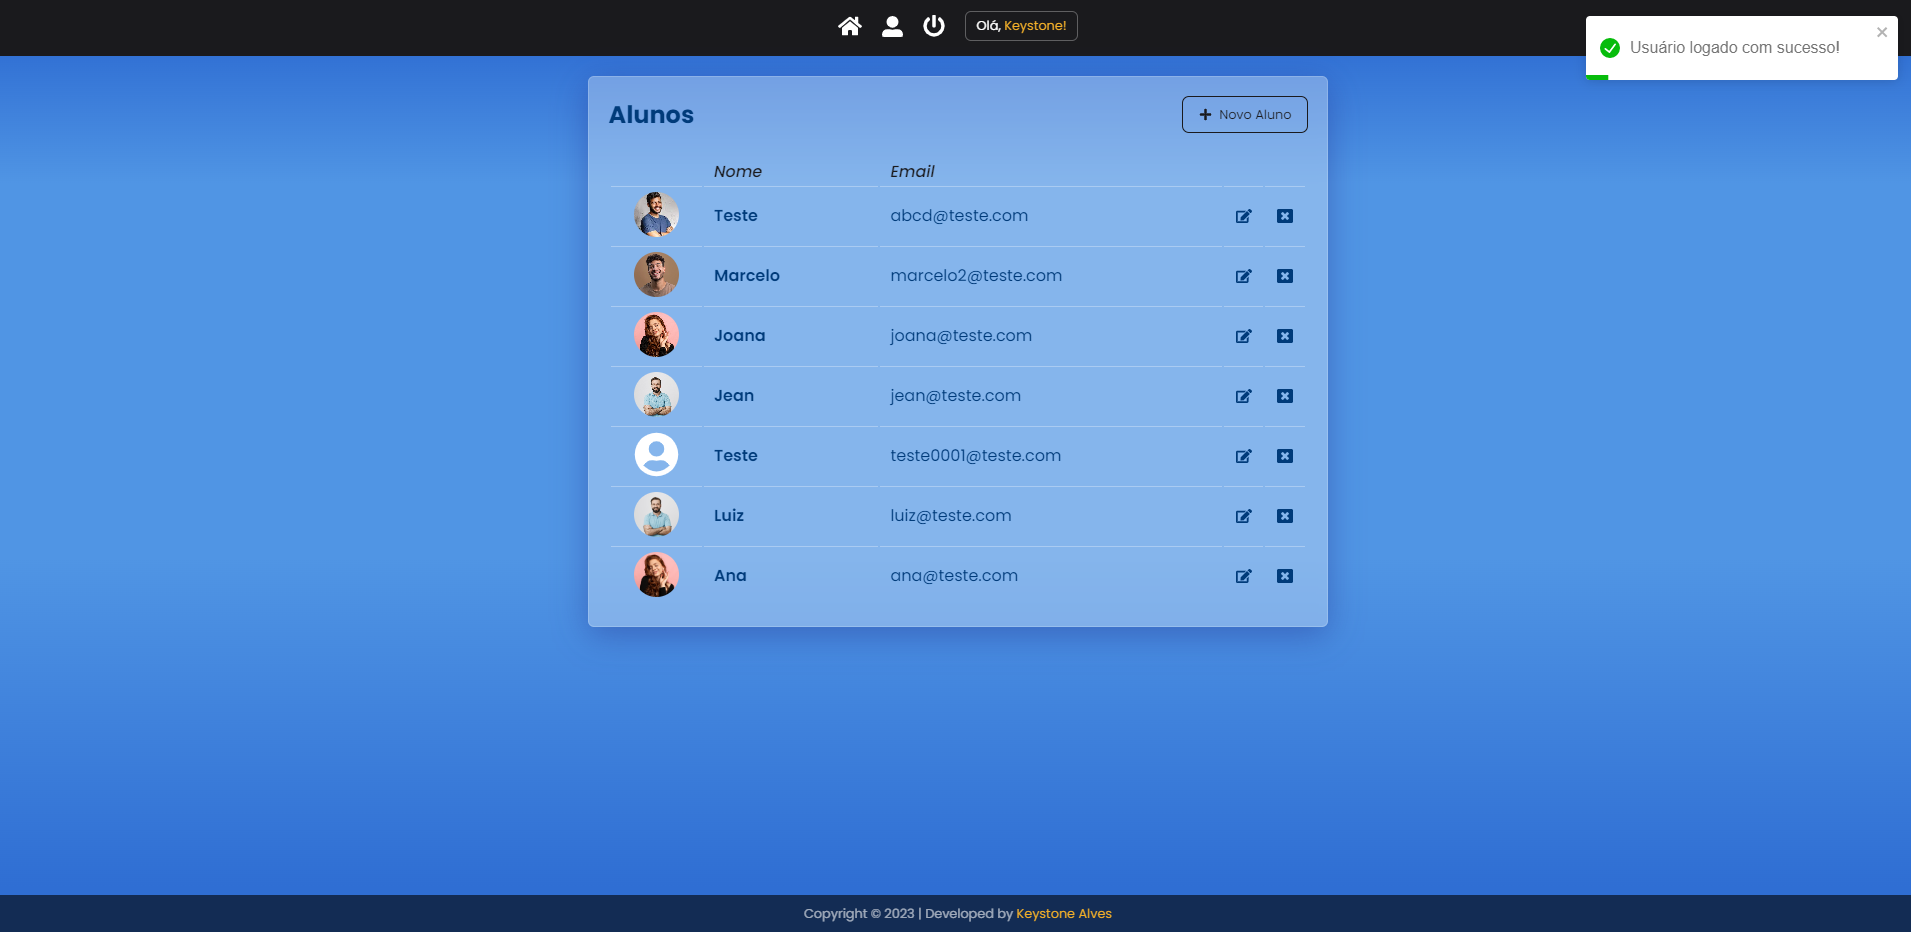 Olá, Keystone!
Usuário logado com sucesso!
Alunos
Novo Aluno
Nome Email
Teste abcd@teste.com
Marcelo marcelo2@teste.com
Joana joana@teste.com
Jean jean@teste.com
Teste teste0001@teste.com
Luiz luiz@teste.com
Ana ana@teste.com
Copyright © 2023 | Developed by Keystone Alves